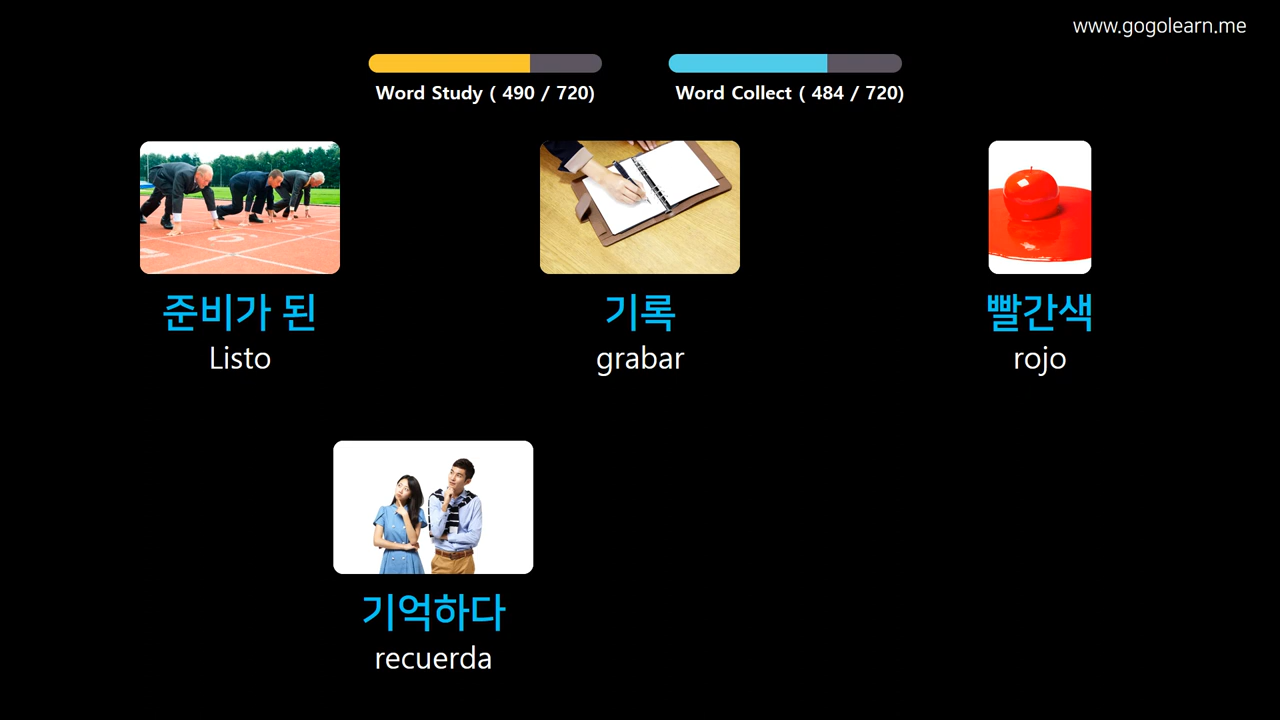 www.gogolearn.me
Word Study ( 490 / 720)
Word Collect ( 484 / 720)
준비가 된
Listo
기록
grabar
빨간색
rojo
기억하다
recuerda